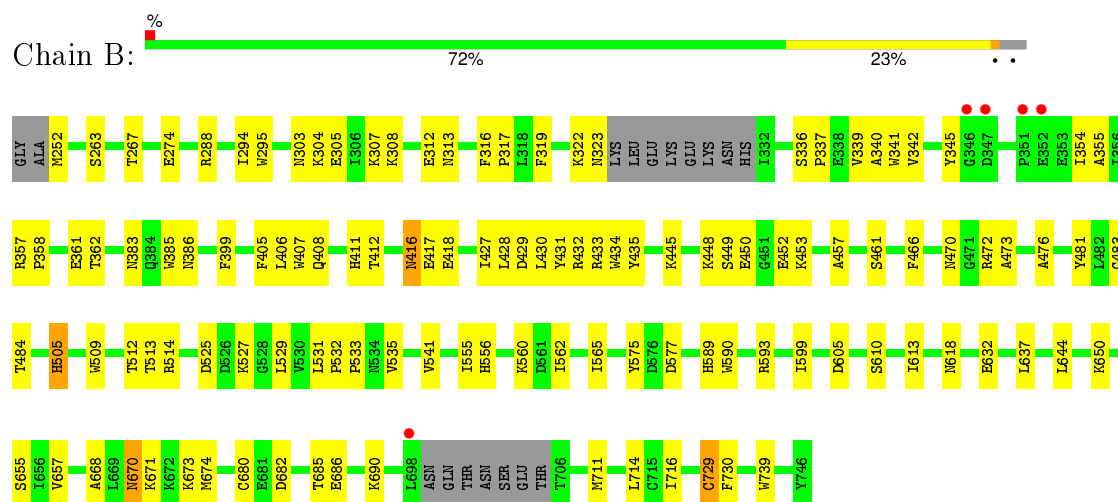 %
Chain B:
72% 23% • •
GLY ALA M252 S263 T267 E274 R288 I294 W295 N303 K304 E305 I306 K307 K308 E312 N313 F316 P317 L318 F319 K322 N323 LYS LEU GLU LYS GLU LYS ASN HIS I332 S336 P337 E338 V339 A340 W341 V342 Y345 G346 D347 P351 E352 E353 I354 A355 I356
R357 P358 E361 T362 N383 Q384 W385 N386 F399 F405 L406 W407 Q408 H411 T412 N416 E417 E418 I427 L428 D429 L430 Y431 R432 R433 W434 Y435 K445 K448 S449 E450 G451 E452 K453 A457 S461 F466 N470 G471 R472 A473 A476 Y481 L482
T484 H505 W509 T512 T513 R514 D525 D526 K527 G528 L529 V530 L531 P532 P533 N534 V535 V541 I555 H556 K560 D561 I562 I565 Y575 D576 D577 H589 W590 R593 I599 D605 S610 I613 N618 E632 L637 L644 K650
S655 I656 V657 A668 L669 N670 K671 K672 K673 M674 C680 E681 D682 T685 E686 K690 L698 ASN GLN THR ASN SER GLU THR T706 M711 L714 C715 I716 C729 F730 W739 Y746